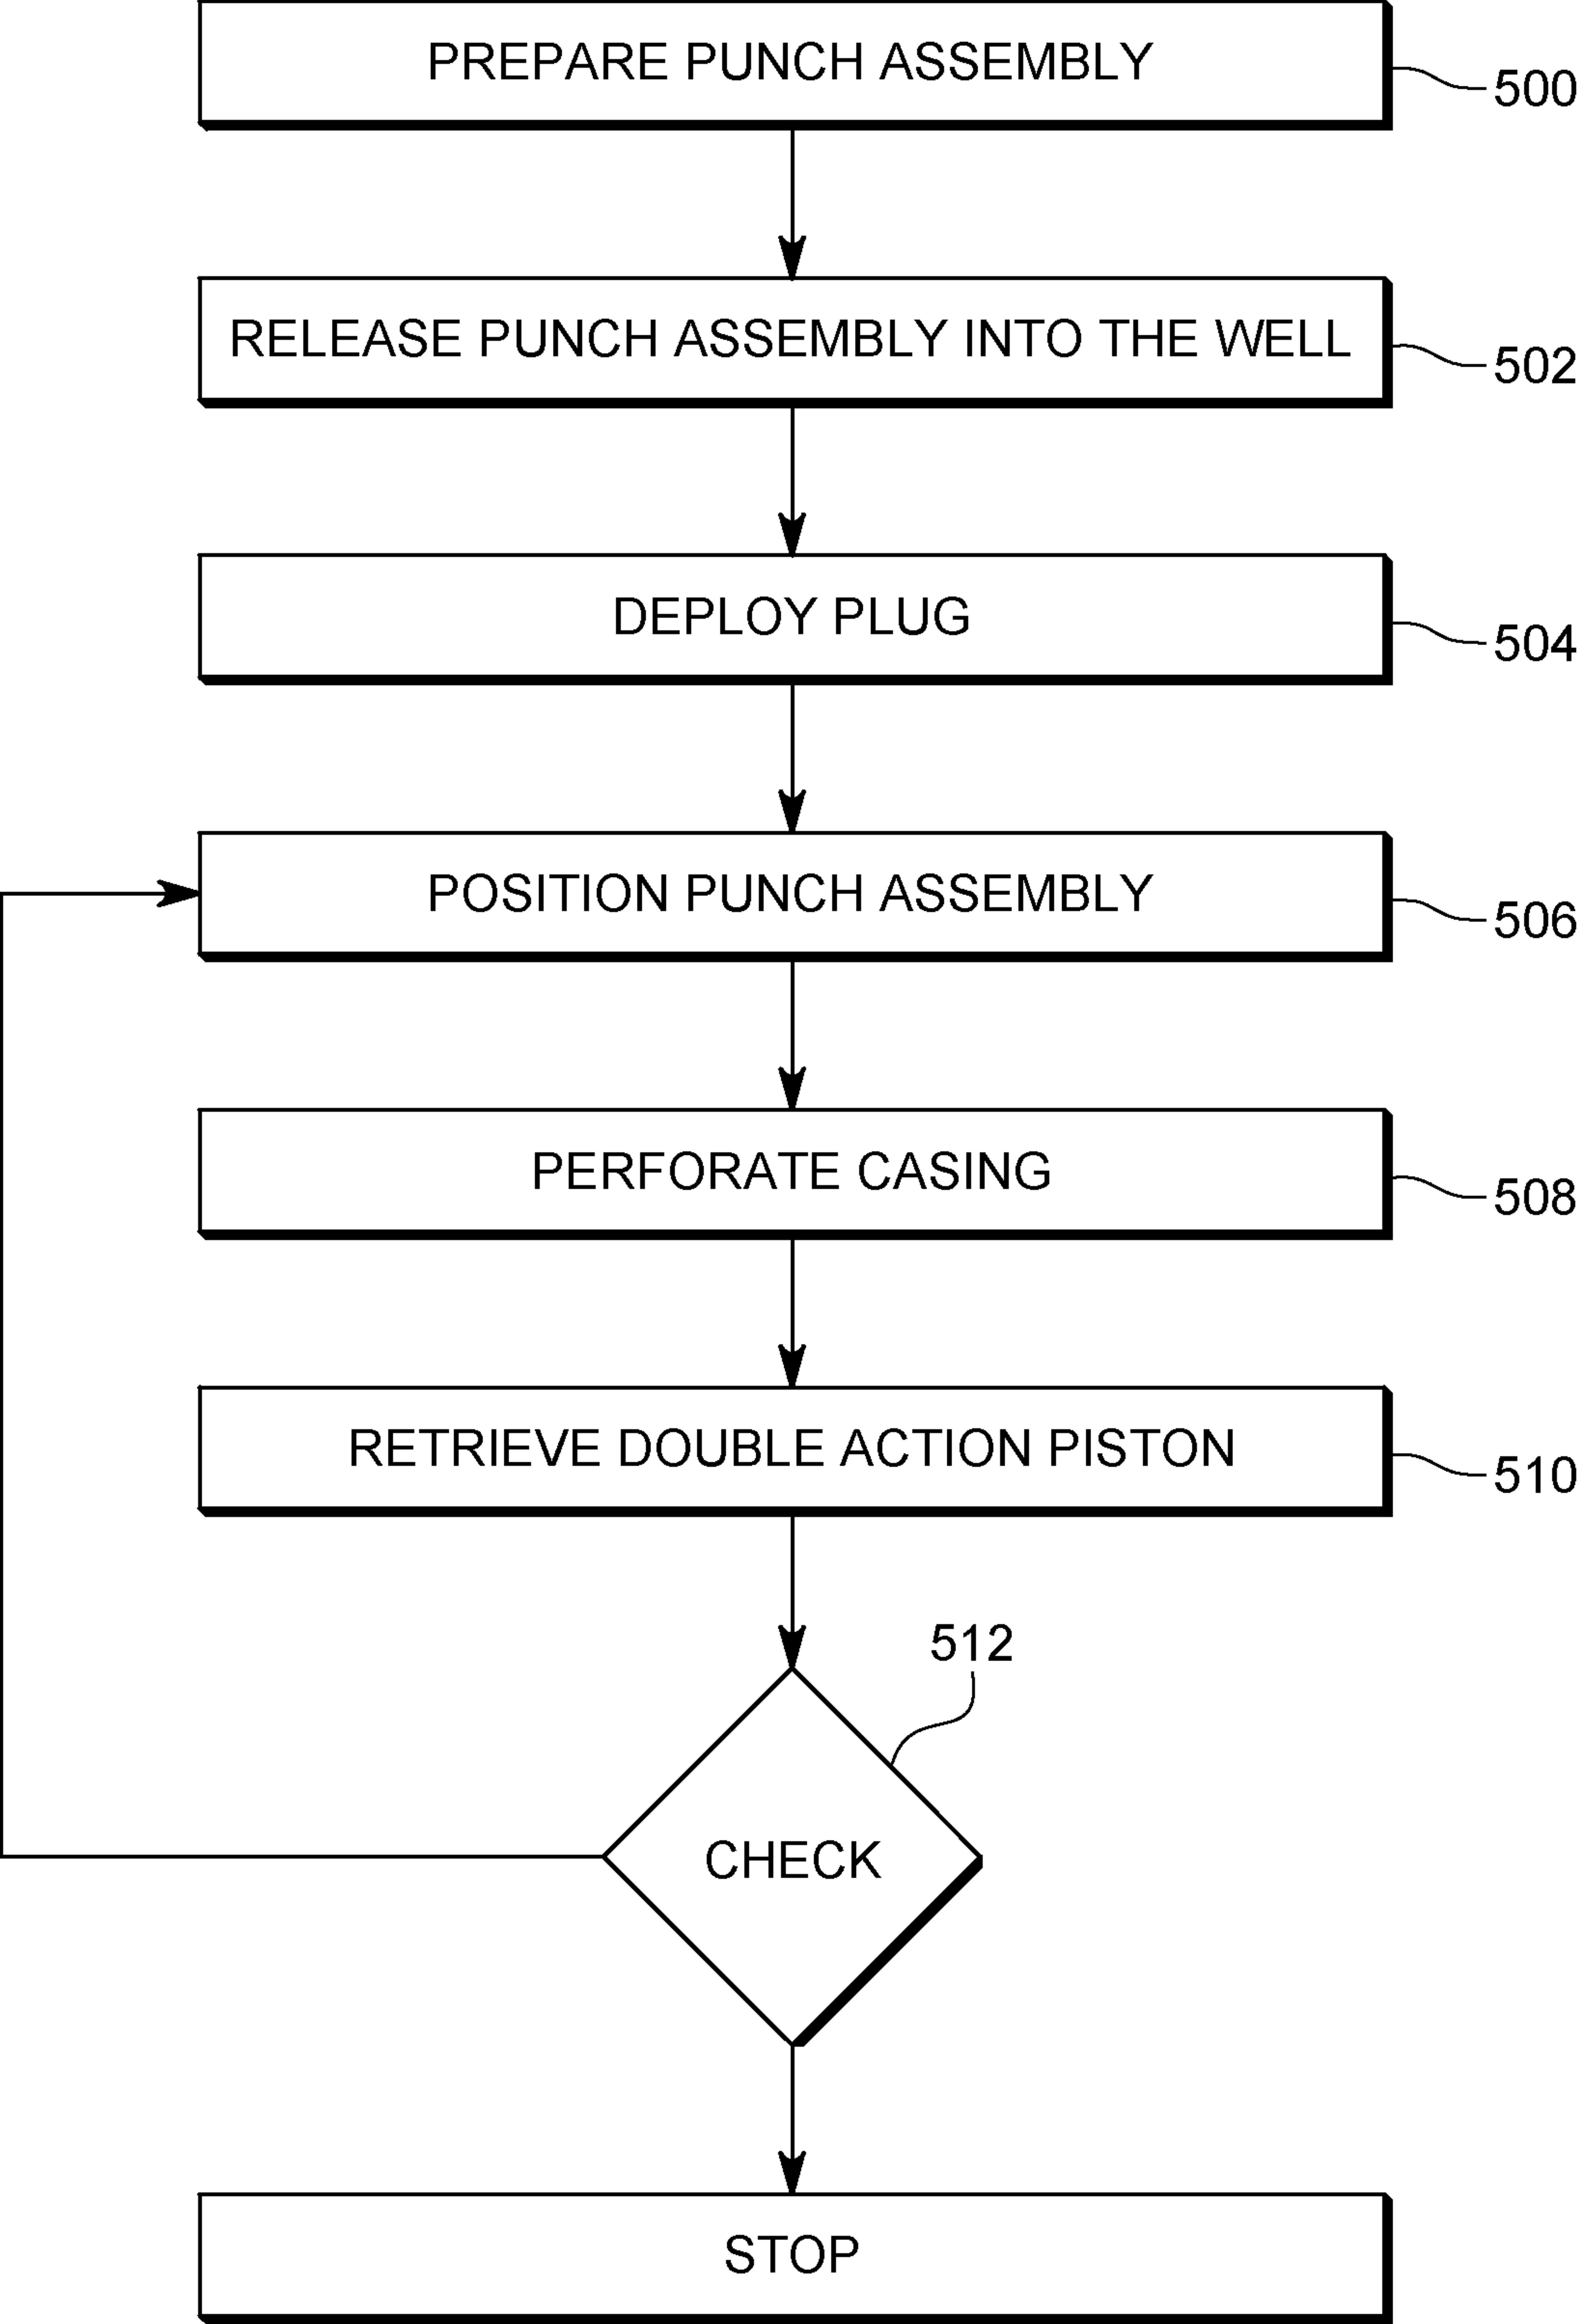 PREPARE PUNCH ASSEMBLY
500
RELEASE PUNCH ASSEMBLY INTO THE WELL
502
DEPLOY PLUG
504
POSITION PUNCH ASSEMBLY
506
PERFORATE CASING
508
RETRIEVE DOUBLE ACTION PISTON
510
512
CHECK
STOP